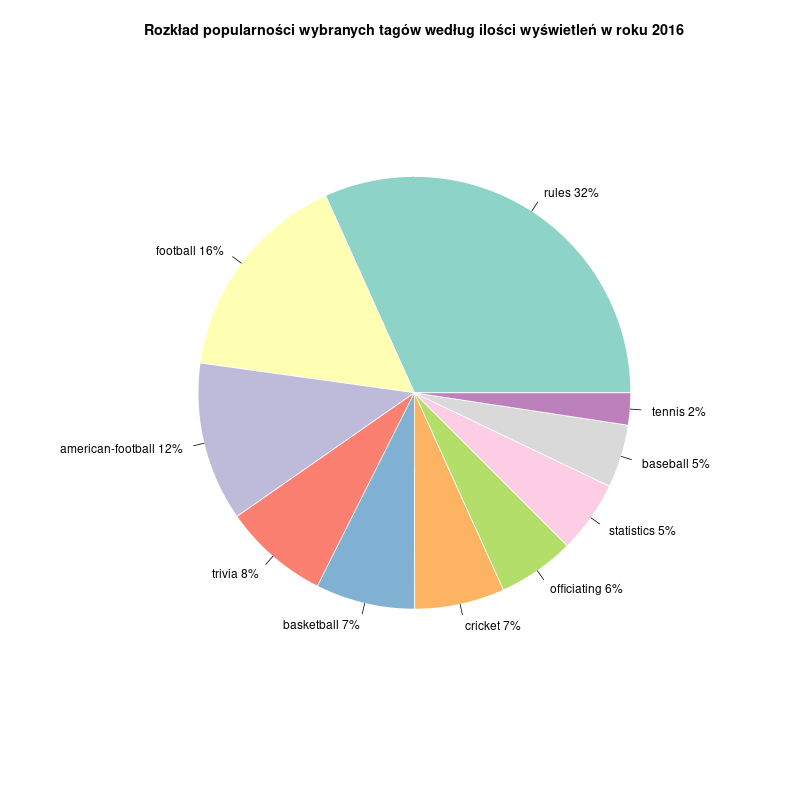 Rozkład popularności wybranych tagów według ilości wyświetleń w roku 2016
rules 32%
football 16%
american-football 12%
trivia 8%
basketball 7%
cricket 7%
officiating 6%
statistics 5%
baseball 5%
tennis 2%